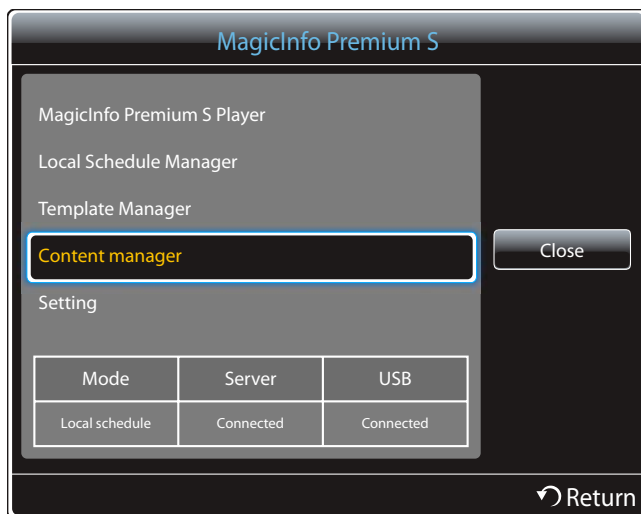 MagicInfo Premium S
MagicInfo Premium S Player
Local Schedule Manager
Template Manager
Content manager
Close
Setting
Mode Server USB
Local schedule Connected Connected
Return